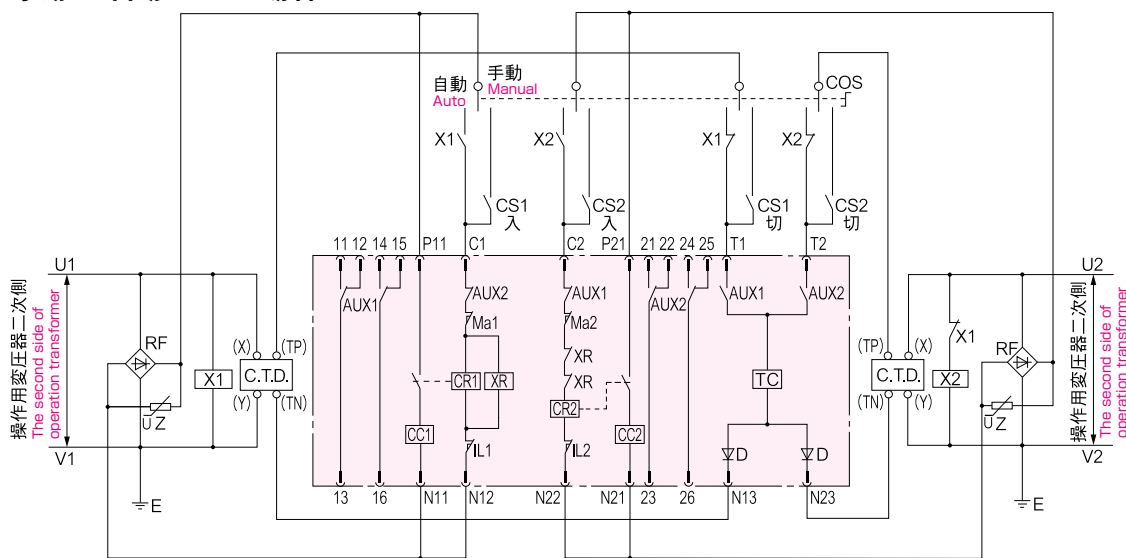 自動 手動 COS
Auto Manual
X1 X2 X1 X2
CS1 CS2 CS1 CS2
入 入 切 切
11 12 14 15 P11 C1 C2 P21 21 22 24 25 T1 T2
U1 U2
操作用変圧器二次側
The second side of
operation transformer
RF
X1
(X) (TP)
C.T.D.
(Y) (TN)
Z
V1
E
AUX1 AUX2 AUX1 AUX2 AUX1 AUX2
Ma1 Ma2
XR
XR
CR1 XR
CR2
TC
CC1 CC2
IL1 IL2
D D
13 16 N11 N12 N22 N21 23 26 N13 N23
(TP) (X)
C.T.D.
(TN) (Y)
X1
X2
RF
Z
E
V2
操作用変圧器二次側
The second side of
operation transformer